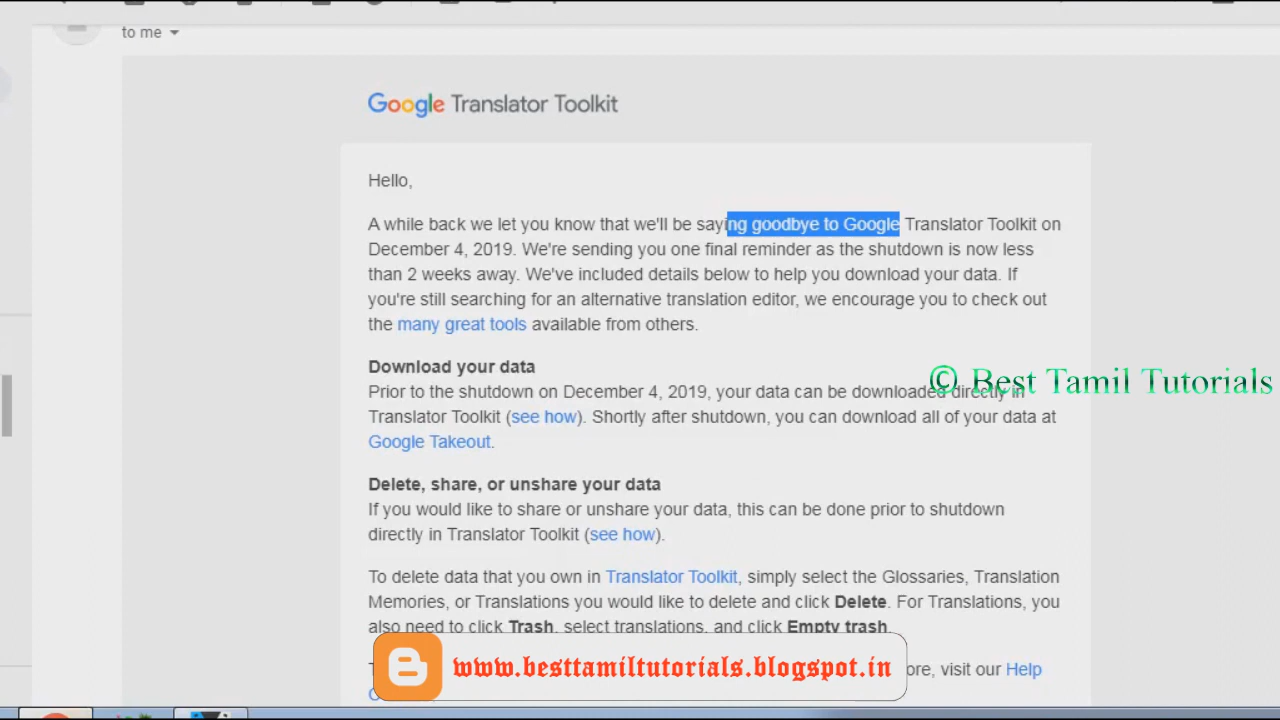 to me
Google Translator Toolkit
Hello,
A while back we let you know that we'll be saying goodbye to Google Translator Toolkit on
December 4, 2019. We're sending you one final reminder as the shutdown is now less
than 2 weeks away. We've included details below to help you download your data. If
you're still searching for an alternative translation editor, we encourage you to check out
the many great tools available from others.
Download your data
© Best Tamil Tutorials
Prior to the shutdown on December 4, 2019, your data can be downloaded directly in
Translator Toolkit (see how). Shortly after shutdown, you can download all of your data at
Google Takeout.
Delete, share, or unshare your data
If you would like to share or unshare your data, this can be done prior to shutdown
directly in Translator Toolkit (see how).
To delete data that you own in Translator Toolkit, simply select the Glossaries, Translation
Memories, or Translations you would like to delete and click Delete. For Translations, you
also need to click Trash, select translations, and click Empty trash.
www.besttamiltutorials.blogspot.in
visit our Help